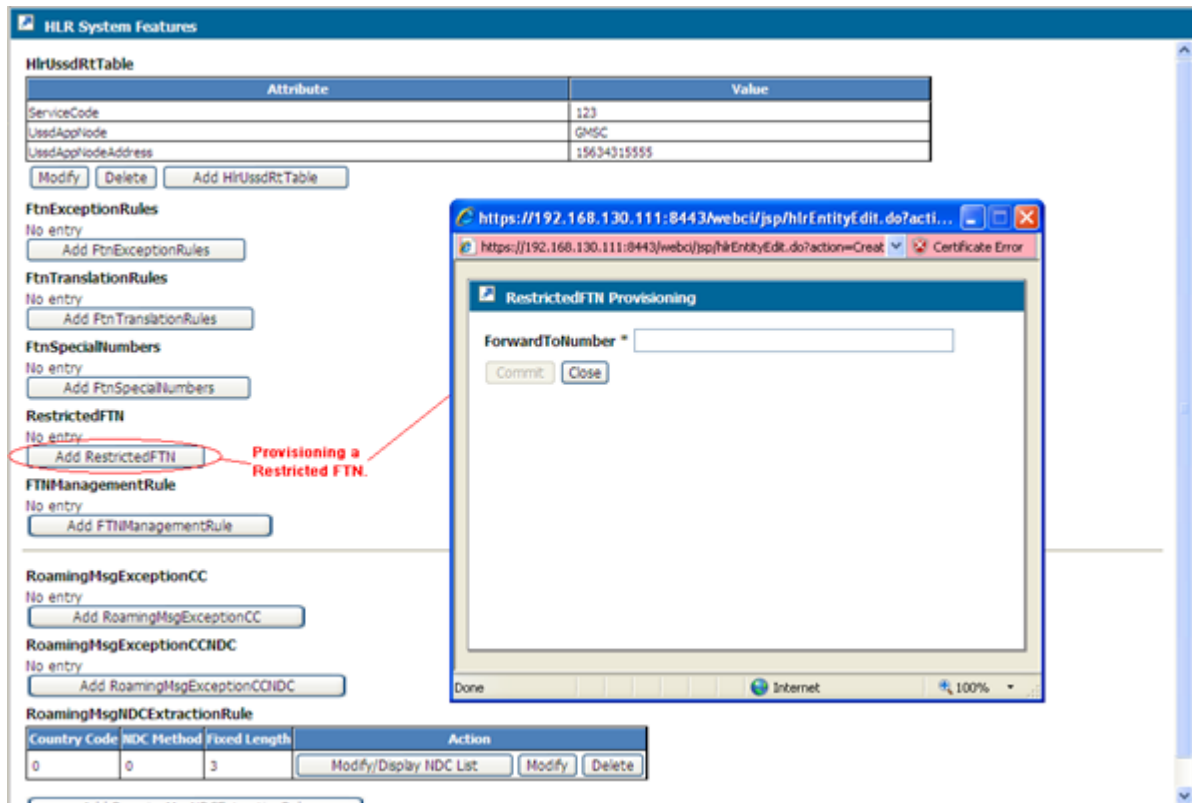 HLR System Features
HlrUssdRtTable
Attribute Value
ServiceCode 123
UssdAppNode GMSC
UssdAppNodeAddress 15634315555
Modify Delete Add HlrUssdRtTable
FtnExceptionRules
No entry
Add FtnExceptionRules
FtnTranslationRules
No entry
Add FtnTranslationRules
FtnSpecialNumbers
No entry
Add FtnSpecialNumbers
RestrictedFTN
No entry
Add RestrictedFTN
Provisioning a
Restricted FTN.
FTNManagementRule
No entry
Add FTNManagementRule
RoamingMsgExceptionCC
No entry
Add RoamingMsgExceptionCC
RoamingMsgExceptionCCNDC
No entry
Add RoamingMsgExceptionCCNDC
RoamingMsgNDCExtractionRule
Country Code NDC Method Fixed Length Action
0 0 3 Modify/Display NDC List Modify Delete
https://192.168.130.111:8443/webci/jsp/hlrEntityEdit.do?acti...
https://192.168.130.111:8443/webci/jsp/hlrEntityEdit.do?action=Creat Certificate Error
RestrictedFTN Provisioning
ForwardToNumber *
Commit Close
Done Internet 100%